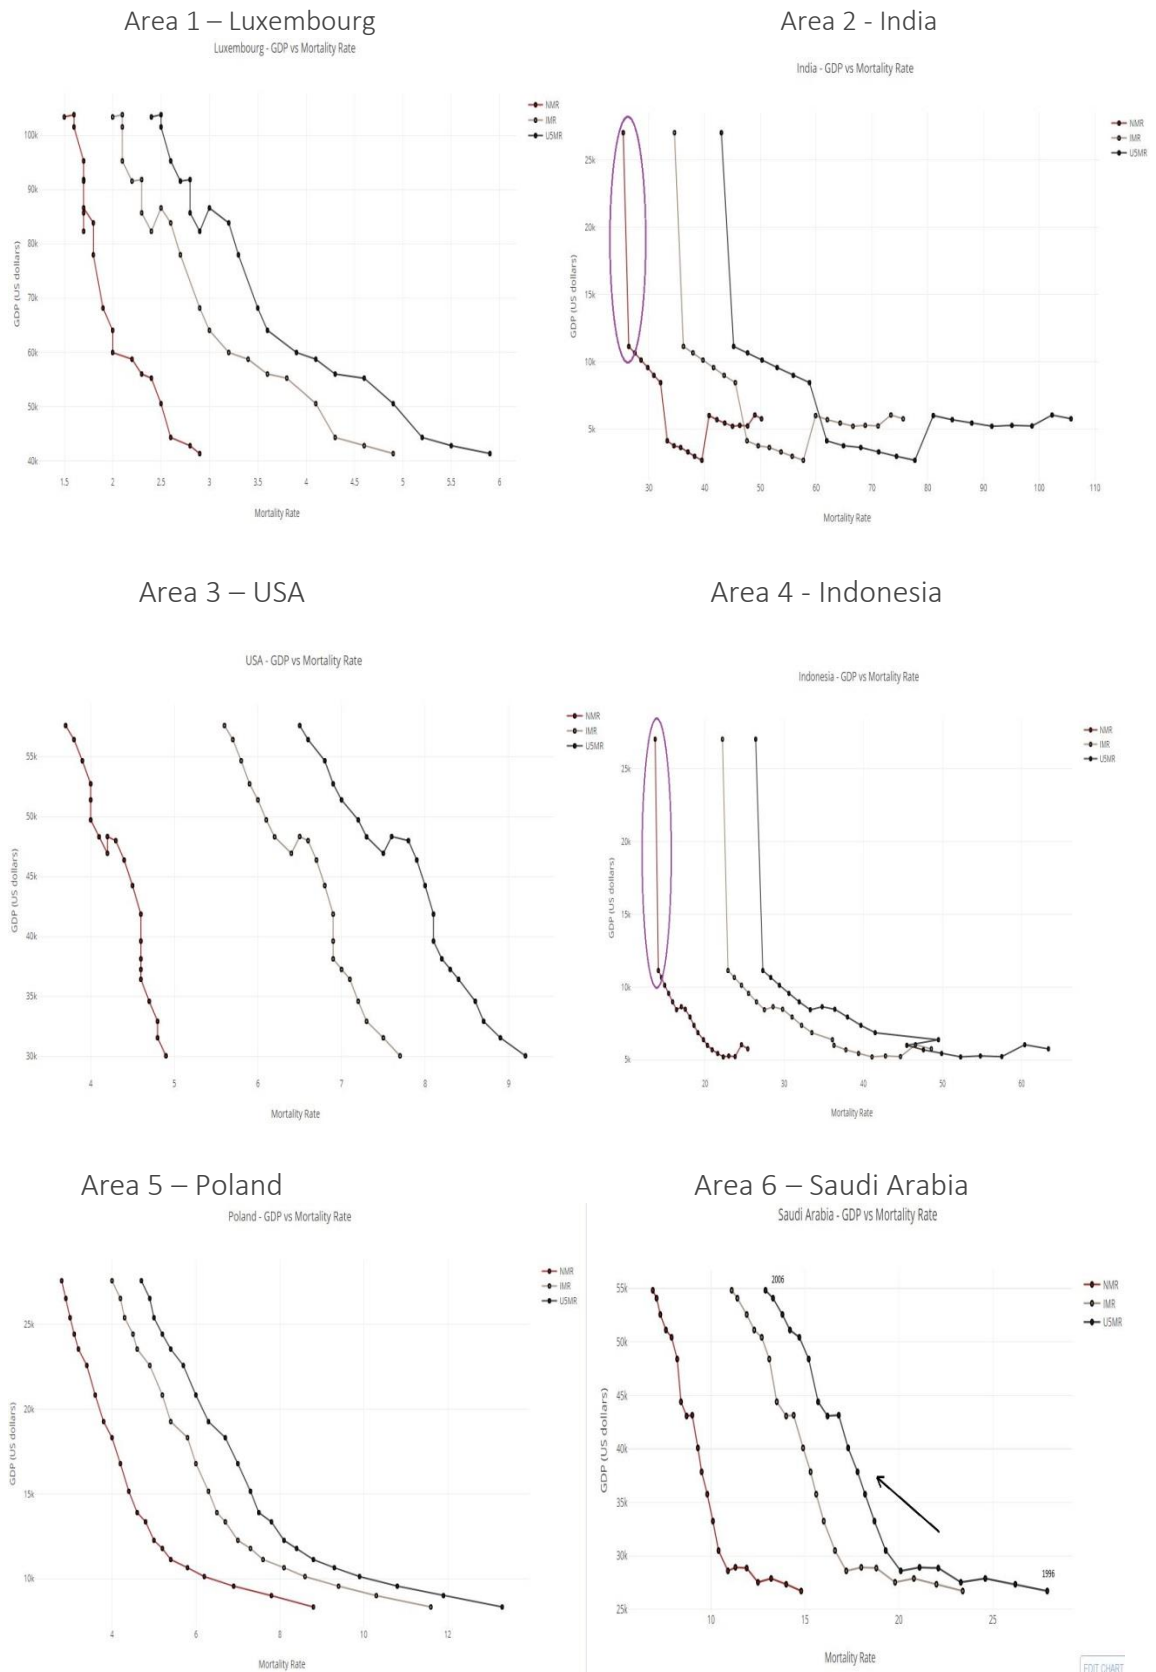 Area 1 – Luxembourg
Luxembourg - GDP vs Mortality Rate
NMR
IMR
U5MR
100k
90k
80k
70k
60k
50k
40k
GDP (US dollars)
1.5 2 2.5 3 3.5 4 4.5 5 5.5 6
Mortality Rate
Area 2 - India
India - GDP vs Mortality Rate
NMR
IMR
U5MR
25k
20k
15k
10k
5k
GDP (US dollars)
30 40 50 60 70 80 90 100 110
Mortality Rate
Area 3 – USA
USA - GDP vs Mortality Rate
NMR
IMR
U5MR
55k
50k
45k
40k
35k
30k
GDP (US dollars)
4 5 6 7 8 9
Mortality Rate
Area 4 - Indonesia
Indonesia - GDP vs Mortality Rate
NMR
IMR
U5MR
25k
20k
15k
10k
5k
GDP (US dollars)
20 30 40 50 60
Mortality Rate
Area 5 – Poland
Poland - GDP vs Mortality Rate
NMR
IMR
U5MR
25k
20k
15k
10k
GDP (US dollars)
4 6 8 10 12
Mortality Rate
Area 6 – Saudi Arabia
Saudi Arabia - GDP vs Mortality Rate
2006
NMR
IMR
U5MR
55k
50k
45k
40k
35k
30k
25k
GDP (US dollars)
1996
10 15 20 25
Mortality Rate
EDIT CHART